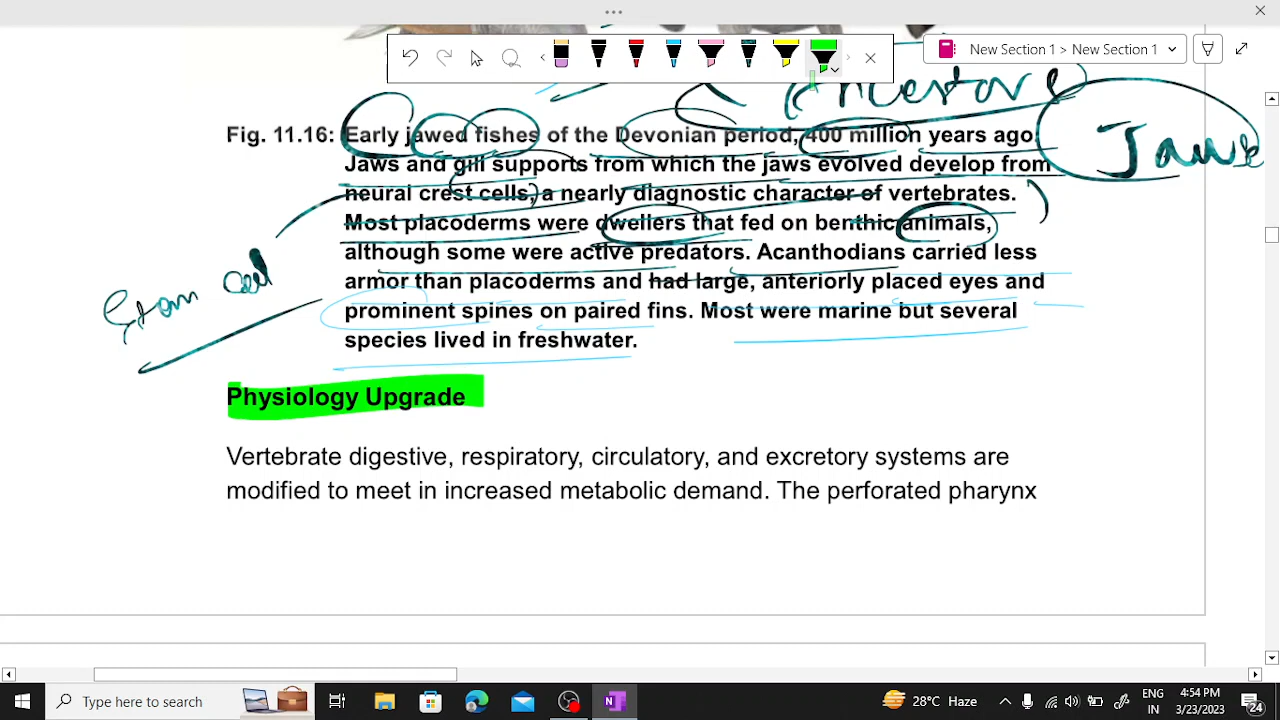 New Section 1 > New Section 1
Ancestors
Jaws
Fig. 11.16: Early jawed fishes of the Devonian period, 400 million years ago.
Jaws and gill supports from which the jaws evolved develop from
neural crest cells, a nearly diagnostic character of vertebrates.
Most placoderms were dwellers that fed on benthic animals,
although some were active predators. Acanthodians carried less
armor than placoderms and had large, anteriorly placed eyes and
prominent spines on paired fins. Most were marine but several
species lived in freshwater.
Stem cell
Physiology Upgrade
Vertebrate digestive, respiratory, circulatory, and excretory systems are
modified to meet in increased metabolic demand. The perforated pharynx
Type here to search
28°C Haze
ENG
IN
4:54 PM
3/23/2023
24